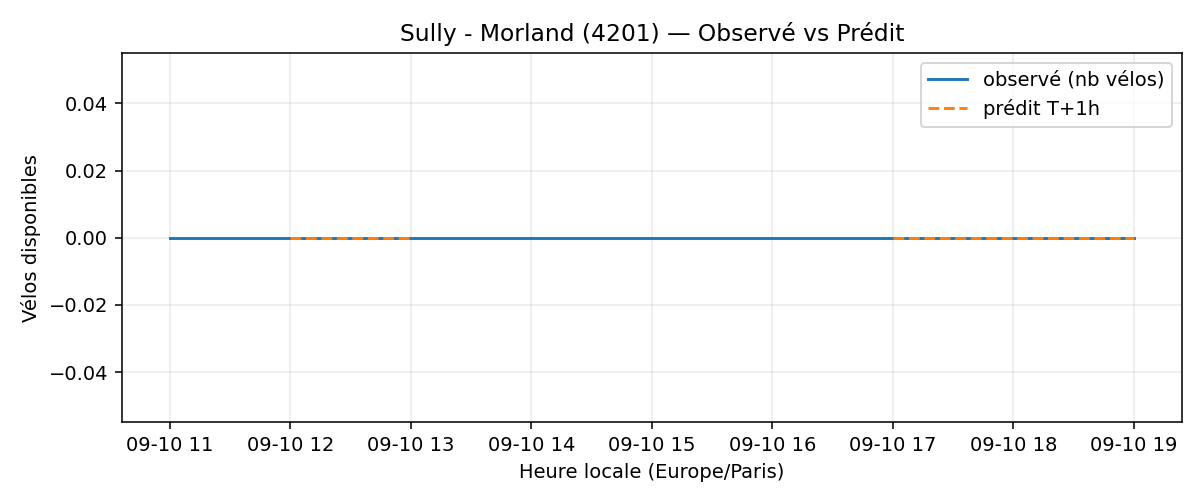 Sully - Morland (4201) — Observé vs Prédit
observé (nb vélos)
prédit T+1h
Vélos disponibles
0.04
0.02
0.00
−0.02
−0.04
09-10 11 09-10 12 09-10 13 09-10 14 09-10 15 09-10 16 09-10 17 09-10 18 09-10 19
Heure locale (Europe/Paris)